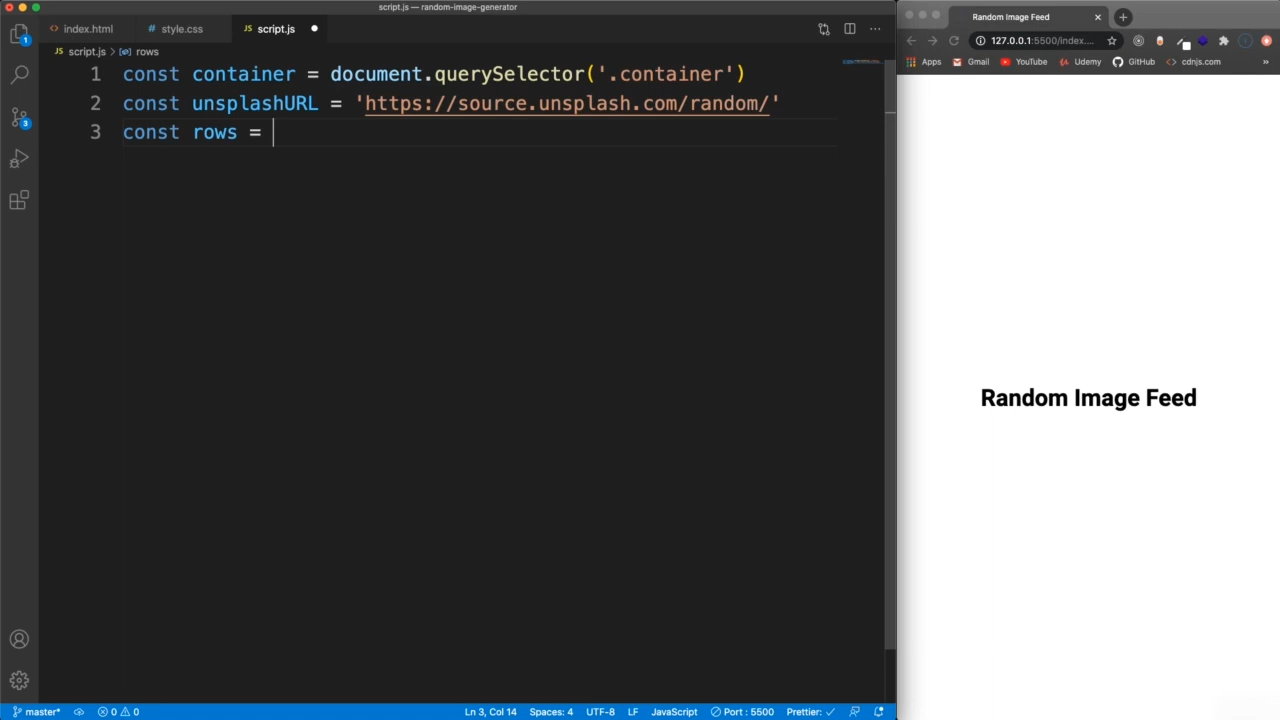 script.js — random-image-generator
index.html
style.css
script.js
script.js > rows
1 const container = document.querySelector('.container')
2 const unsplashURL = 'https://source.unsplash.com/random/'
3 const rows =
1
3
master*
0 0
Ln 3, Col 14
Spaces: 4
UTF-8
LF
JavaScript
Port : 5500
Prettier: ✓
Random Image Feed
127.0.0.1:5500/index....
Apps
Gmail
YouTube
Udemy
GitHub
cdnjs.com
»
Random Image Feed